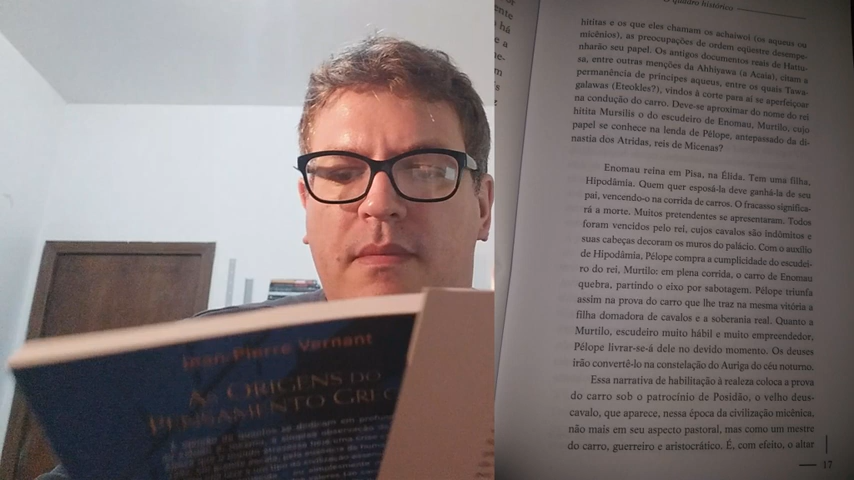 Jean-Pierre Vernant
AS ORIGENS DO
PENSAMENTO GREGO
O quadro histórico
hititas e os que eles chamam os achaiwoi (os aqueus ou
micênios), as preocupações de ordem eqüestre desempe-
nharão seu papel. Os antigos documentos reais de Hattu-
sa, entre outras menções da Ahhiyawa (a Acaia), citam a
permanência de príncipes aqueus, entre os quais Tawa-
galawas (Eteokles?), vindos à corte para aí se aperfeiçoar
na condução do carro. Deve-se aproximar do nome do rei
hitita Mursilis o do escudeiro de Enomau, Murtilo, cujo
papel se conhece na lenda de Pélope, antepassado da di-
nastia dos Atridas, reis de Micenas?
Enomau reina em Pisa, na Élida. Tem uma filha,
Hipodâmia. Quem quer esposá-la deve ganhá-la de seu
pai, vencendo-o na corrida de carros. O fracasso significa-
rá a morte. Muitos pretendentes se apresentaram. Todos
foram vencidos pelo rei, cujos cavalos são indômitos e
suas cabeças decoram os muros do palácio. Com o auxílio
de Hipodâmia, Pélope compra a cumplicidade do escudei-
ro do rei, Murtilo: em plena corrida, o carro de Enomau
quebra, partindo o eixo por sabotagem. Pélope triunfa
assim na prova do carro que lhe traz na mesma vitória a
filha domadora de cavalos e a soberania real. Quanto a
Murtilo, escudeiro muito hábil e muito empreendedor,
Pélope livrar-se-á dele no devido momento. Os deuses
irão convertê-lo na constelação do Auriga do céu noturno.
Essa narrativa de habilitação à realeza coloca a prova
do carro sob o patrocínio de Posidão, o velho deus-
cavalo, que aparece, nessa época da civilização micênica,
não mais em seu aspecto pastoral, mas como um mestre
do carro, guerreiro e aristocrático. É, com efeito, o altar
17